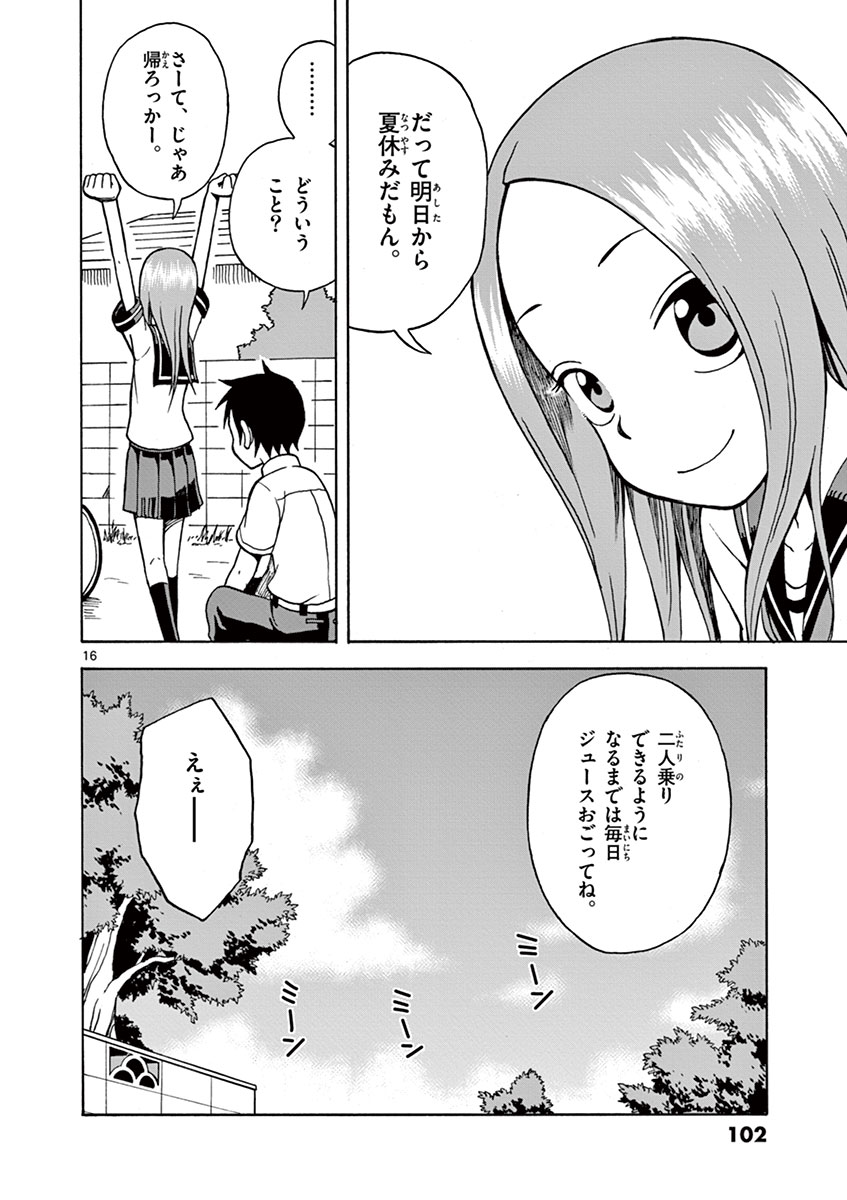 だって明日から
夏休みだもん。
………
どういう
こと？
さーて、じゃあ
帰ろっかー。
16
二人乗り
できるように
なるまでは毎日
ジュースおごってね。
えぇ──
ミーン
ミーン
ミーン
102